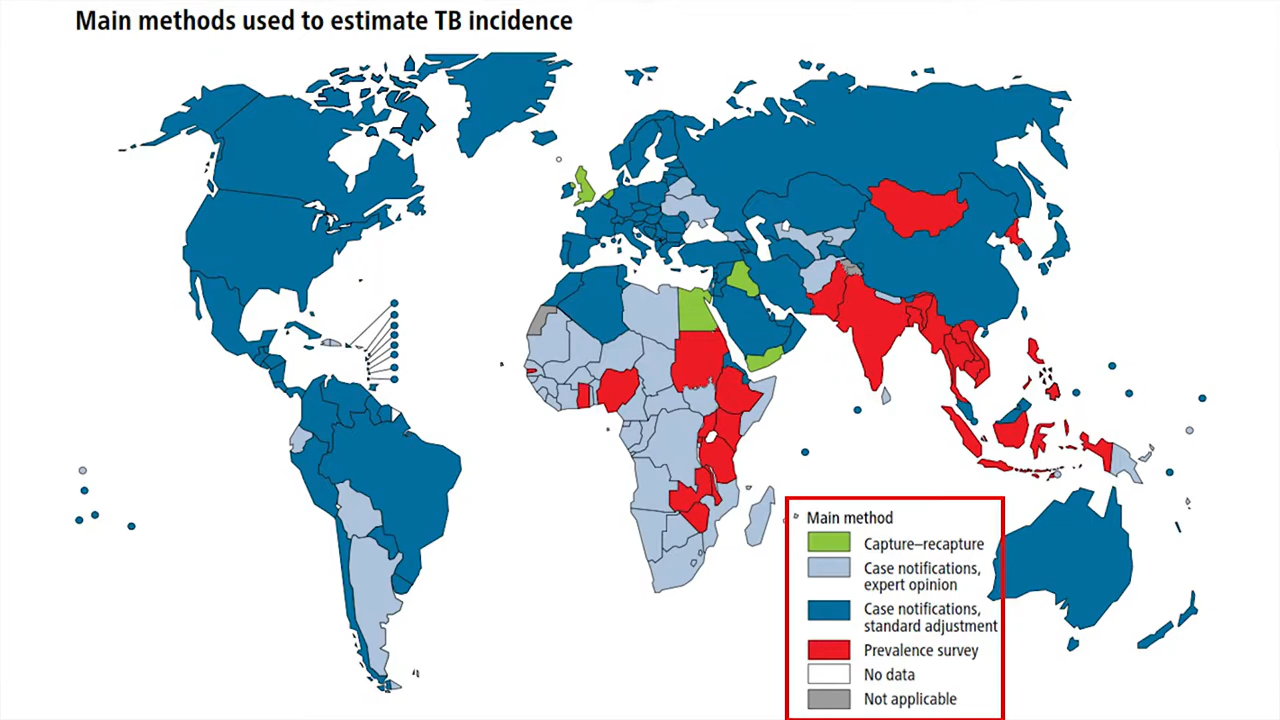 Main methods used to estimate TB incidence
Main method
Capture–recapture
Case notifications,
expert opinion
Case notifications,
standard adjustment
Prevalence survey
No data
Not applicable